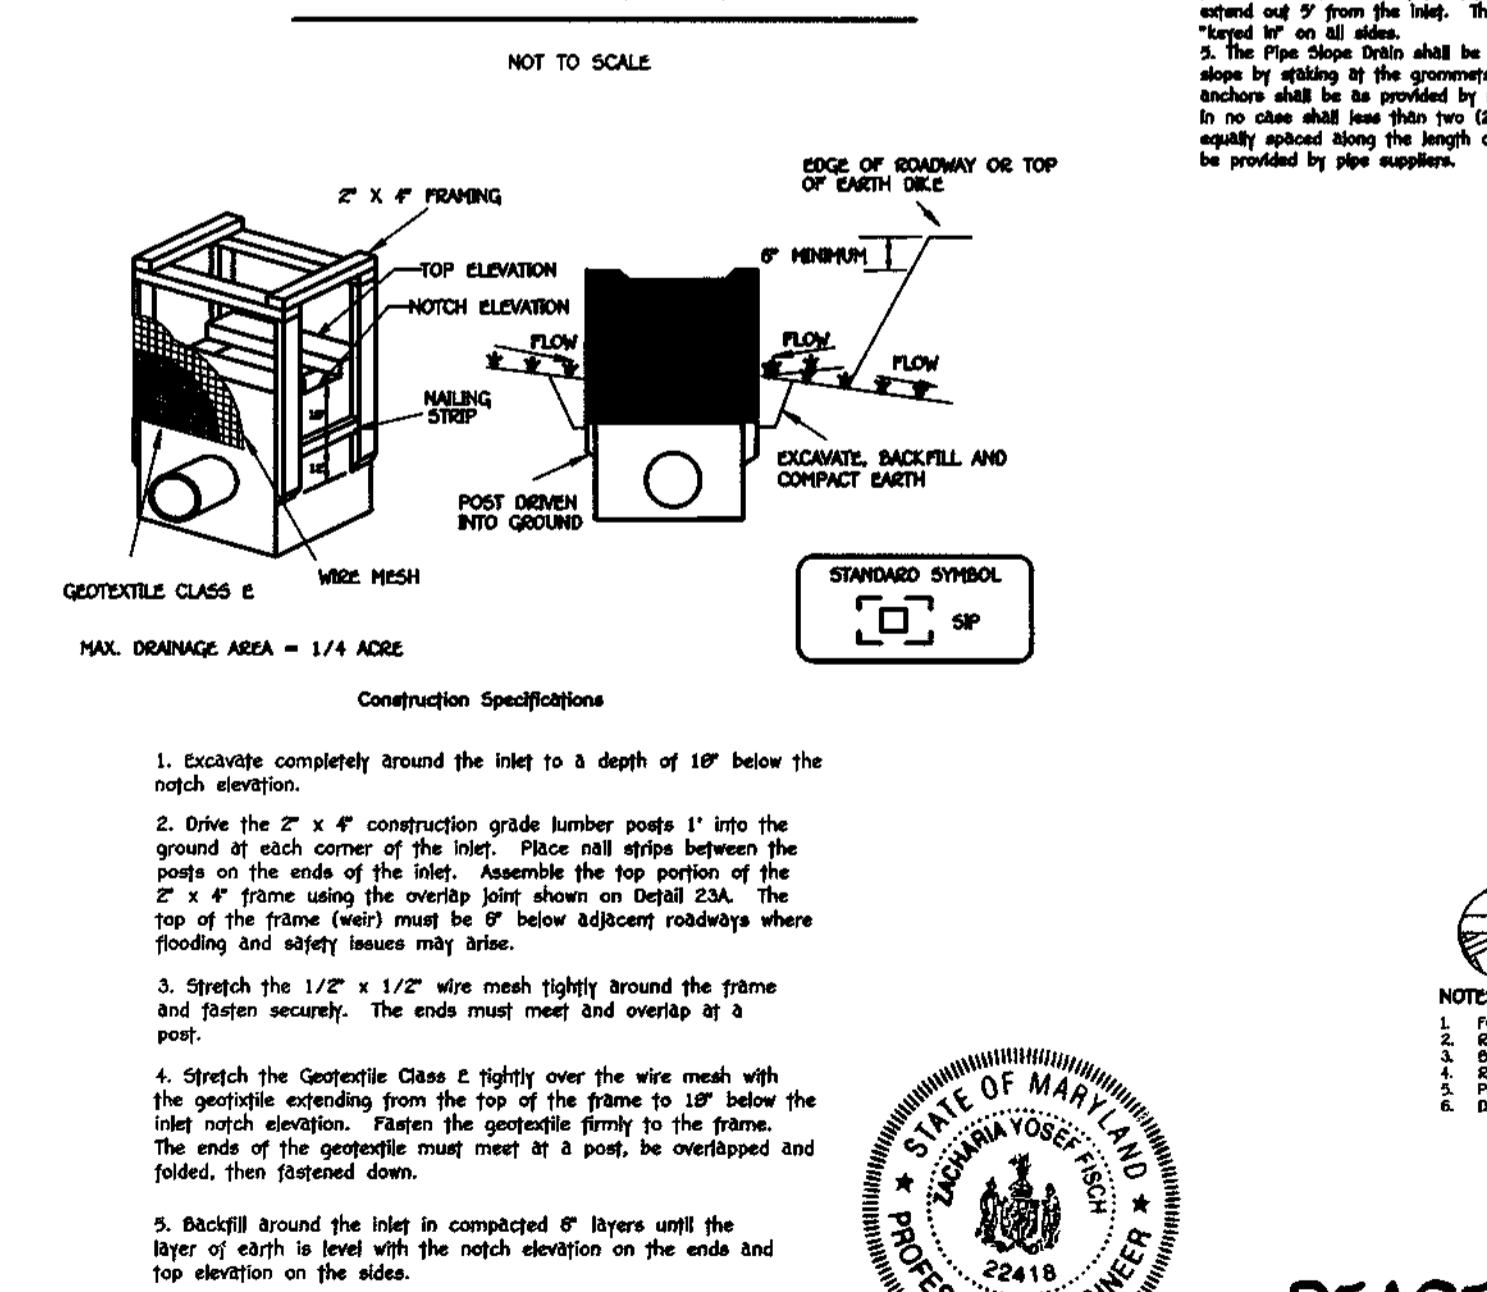 NOT TO SCALE
extend out 5' from the inlet. Th
"keyed in" on all sides.
5. The Pipe Slope Drain shall be
slope by staking at the grommets
anchors shall be as provided by
In no case shall less than two (2
equally spaced along the length
be provided by pipe suppliers.
2" X 4" FRAMING
TOP ELEVATION
NOTCH ELEVATION
NAILING
STRIP
12"
GEOTEXTILE CLASS E
WIRE MESH
EDGE OF ROADWAY OR TOP
OF EARTH DIKE
6" MINIMUM
FLOW
FLOW
FLOW
EXCAVATE, BACKFILL AND
COMPACT EARTH
POST DRIVEN
INTO GROUND
STANDARD SYMBOL
SIP
MAX. DRAINAGE AREA = 1/4 ACRE
Construction Specifications
1. Excavate completely around the inlet to a depth of 18" below the
notch elevation.
2. Drive the 2" x 4" construction grade lumber posts 1' into the
ground at each corner of the inlet. Place nail strips between the
posts on the ends of the inlet. Assemble the top portion of the
2" x 4" frame using the overlap joint shown on Detail 23A. The
top of the frame (weir) must be 6" below adjacent roadways where
flooding and safety issues may arise.
3. Stretch the 1/2" x 1/2" wire mesh tightly around the frame
and fasten securely. The ends must meet and overlap at a
post.
4. Stretch the Geotextile Class E tightly over the wire mesh with
the geotixtile extending from the top of the frame to 18" below the
inlet notch elevation. Fasten the geotextile firmly to the frame.
The ends of the geotextile must meet at a post, be overlapped and
folded, then fastened down.
5. Backfill around the inlet in compacted 6" layers until the
layer of earth is level with the notch elevation on the ends and
top elevation on the sides.
STATE OF MARYLAND
ZACHARIA YOSEF FISCH
22418
NOTE
1.
2.
3.
4.
5.
6.